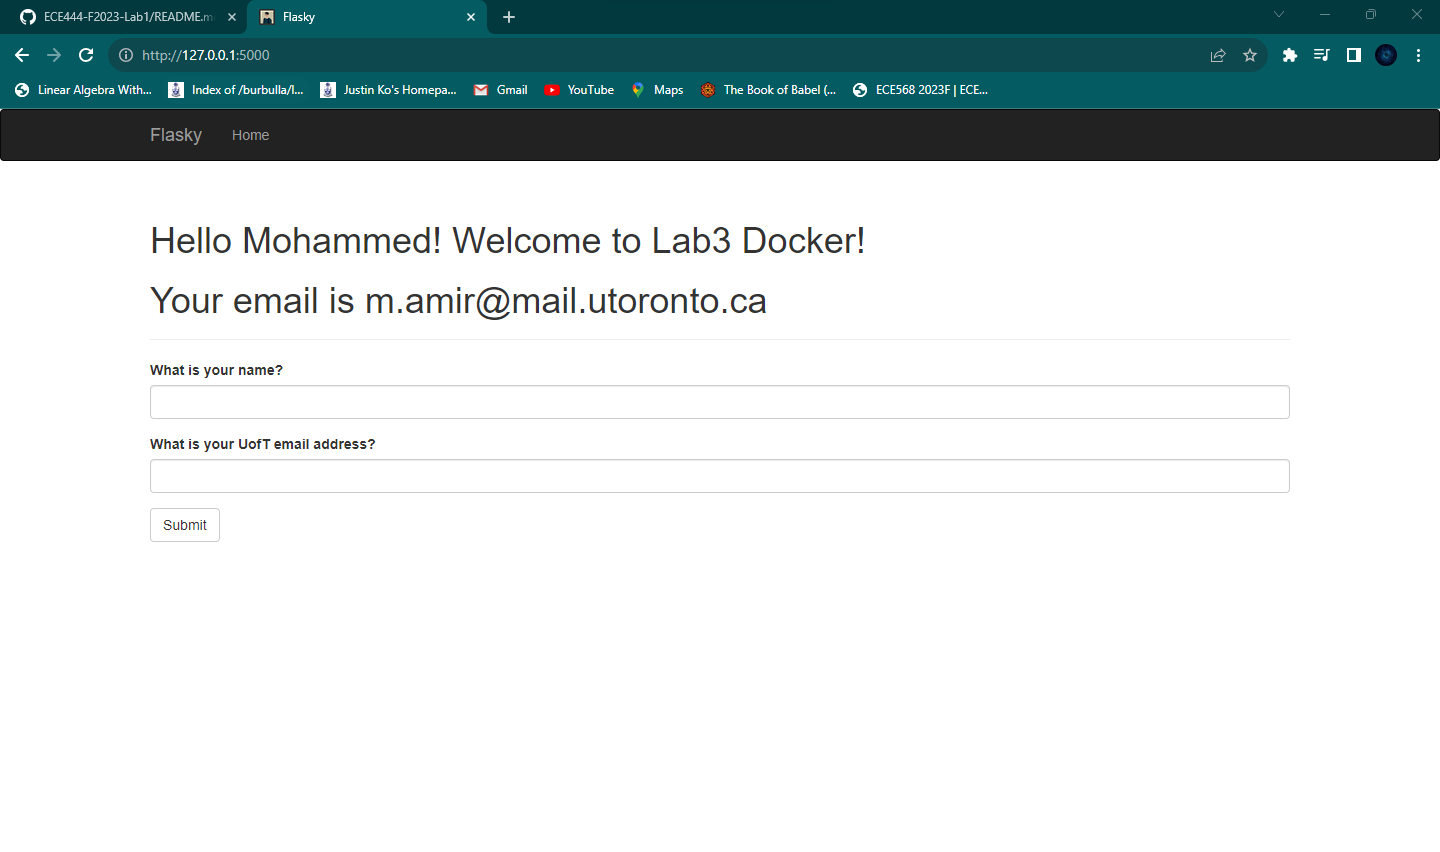 ECE444-F2023-Lab1/README.m
Flasky
http://127.0.0.1:5000
Linear Algebra With...
Index of /burbulla/l...
Justin Ko's Homepa...
Gmail
YouTube
Maps
The Book of Babel (...
ECE568 2023F | ECE...
Flasky
Home
Hello Mohammed! Welcome to Lab3 Docker!
Your email is m.amir@mail.utoronto.ca
What is your name?
What is your UofT email address?
Submit